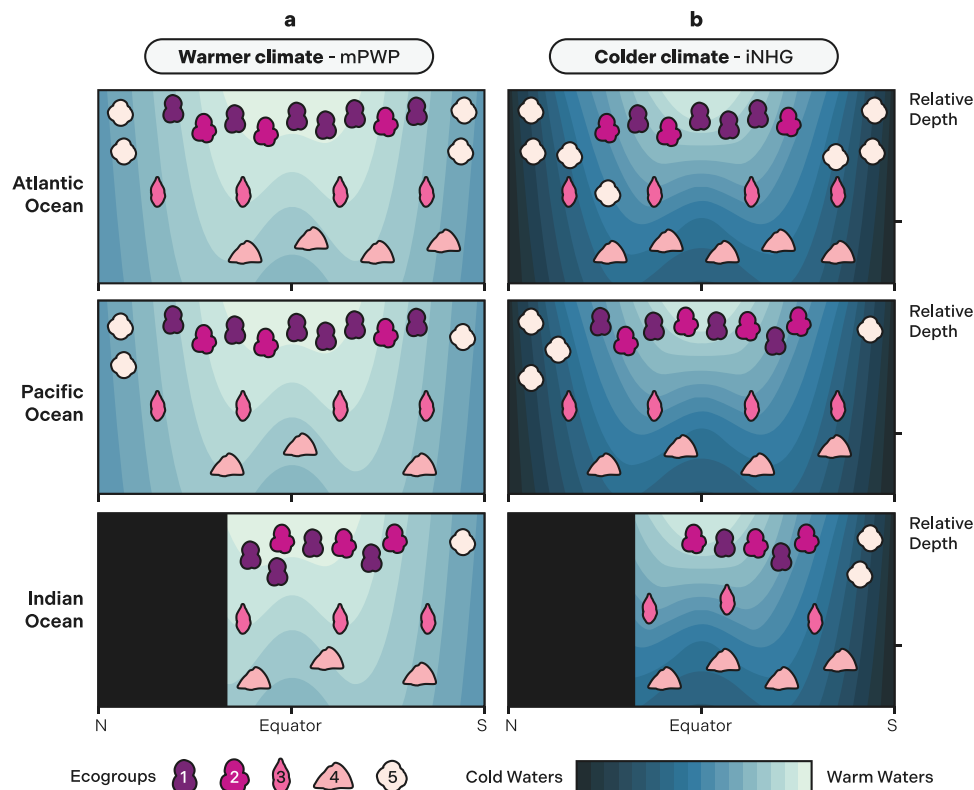 a
b
Warmer climate - mPWP
Colder climate - iNHG
Relative
Depth
Atlantic
Ocean
Relative
Depth
Pacific
Ocean
Relative
Depth
Indian
Ocean
N
Equator
S
N
Equator
S
Ecogroups
1
2
3
4
5
Cold Waters
Warm Waters